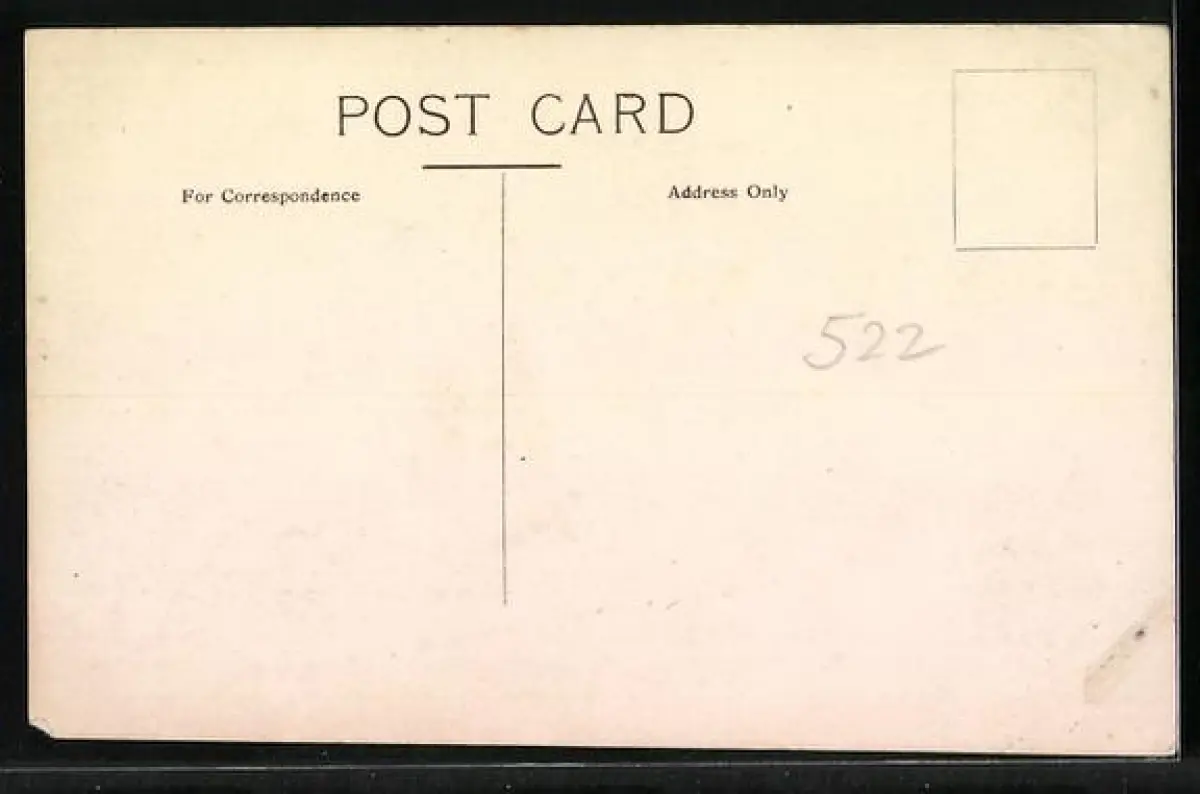 POST CARD
For Correspondence
Address Only
522